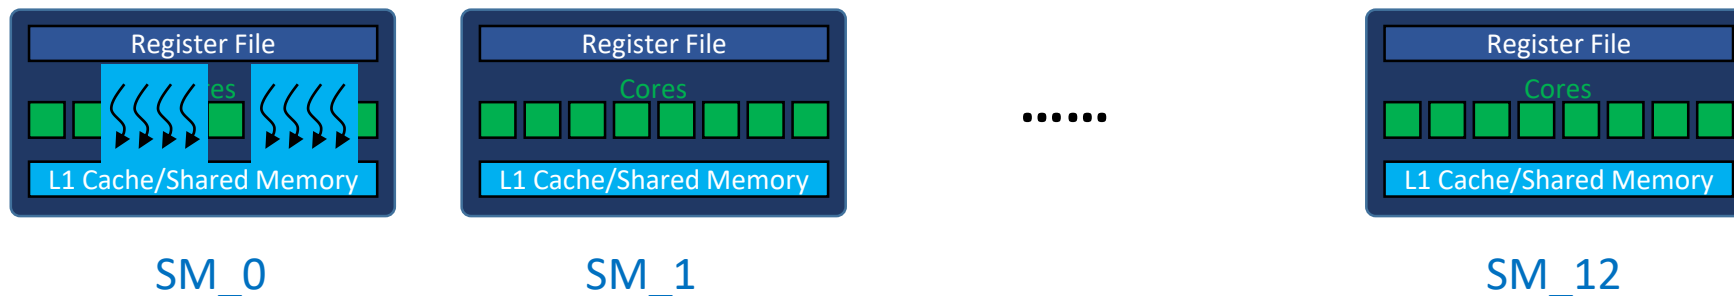 Register File
Register File
Register File
res
Cores
Cores
......
L1 Cache/Shared Memory
L1 Cache/Shared Memory
L1 Cache/Shared Memory
SM_0
SM_1
SM_12